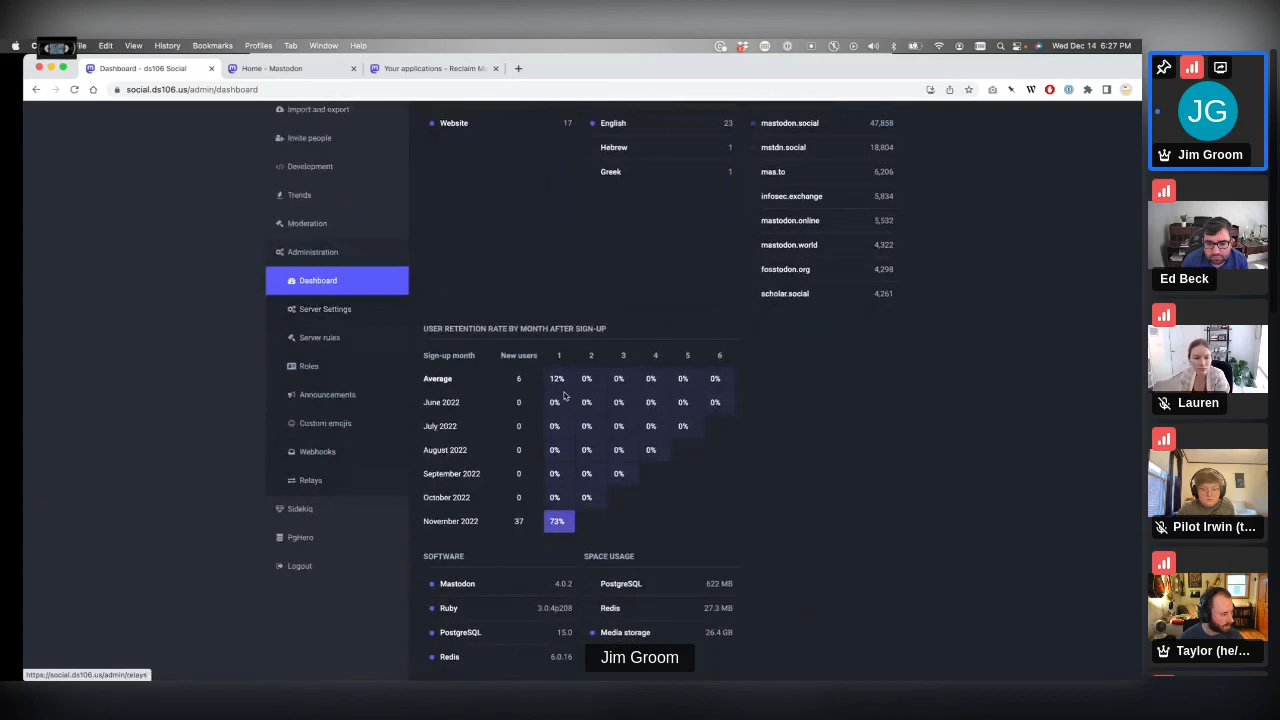 File Edit View History Bookmarks Profiles Tab Window Help Wed Dec 14 6:27 PM
Dashboard - ds106 Social Home - Mastodon Your applications - Reclaim M
social.ds106.us/admin/dashboard
Import and export
Invite people
Development
Trends
Moderation
Administration
Dashboard
Server Settings
Server rules
Roles
Announcements
Custom emojis
Webhooks
Relays
Sidekiq
PgHero
Logout
Website 17
English 23
Hebrew 1
Greek 1
mastodon.social 47,858
mstdn.social 18,804
mas.to 6,206
infosec.exchange 5,834
mastodon.online 5,532
mastodon.world 4,322
fosstodon.org 4,298
scholar.social 4,261
USER RETENTION RATE BY MONTH AFTER SIGN-UP
Sign-up month New users 1 2 3 4 5 6
Average 6 12% 0% 0% 0% 0% 0%
June 2022 0 0% 0% 0% 0% 0% 0%
July 2022 0 0% 0% 0% 0% 0%
August 2022 0 0% 0% 0% 0%
September 2022 0 0% 0% 0%
October 2022 0 0% 0%
November 2022 37 73%
SOFTWARE
Mastodon 4.0.2
Ruby 3.0.4p208
PostgreSQL 15.0
Redis 6.0.16
SPACE USAGE
PostgreSQL 622 MB
Redis 27.3 MB
Media storage 26.4 GB
Jim Groom
https://social.ds106.us/admin/relays
JG
Jim Groom
Ed Beck
Lauren
Pilot Irwin (t...
Taylor (he/...